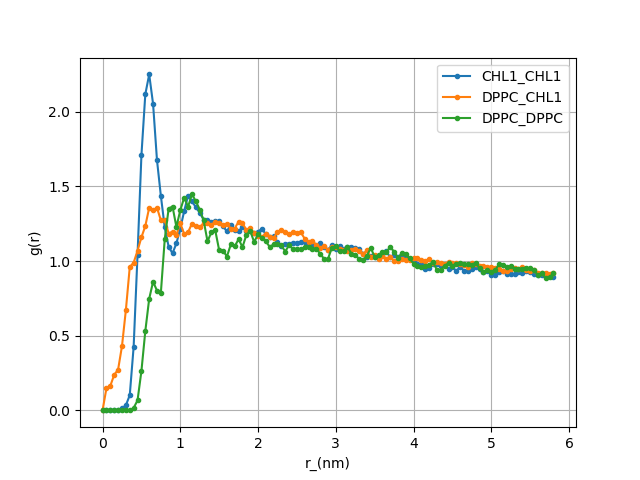 CHL1_CHL1
DPPC_CHL1
DPPC_DPPC
2.0
1.5
1.0
0.5
0.0
g(r)
0 1 2 3 4 5 6
r_(nm)